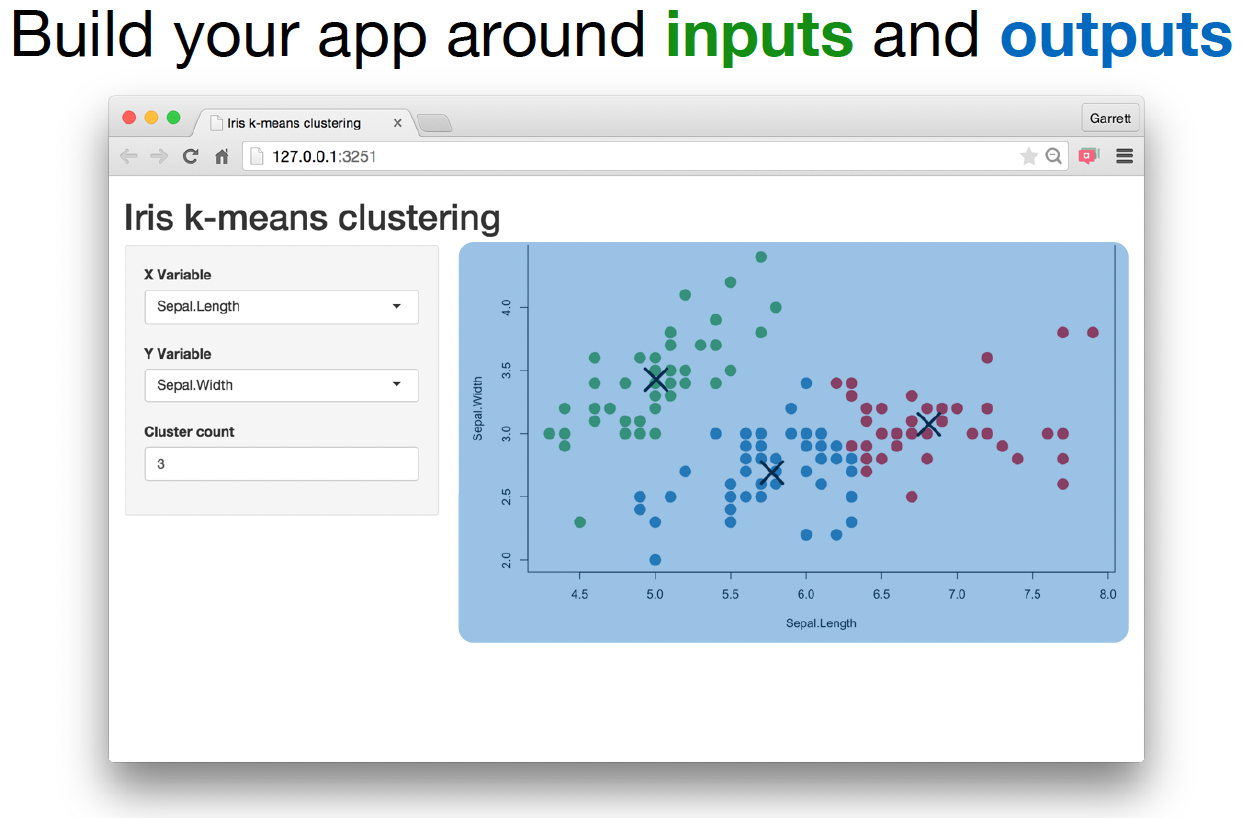 Build your app around inputs and outputs
Iris k-means clustering
x
Garrett
127.0.0.1:3251
a
Iris k-means clustering
X Variable
Sepal.Length
Y Variable
Sepal.Width
Cluster count
3
Sepal.Width
4.0
3.5
3.0
2.5
2.0
4.5 5.0 5.5 6.0 6.5 7.0 7.5 8.0
Sepal.Length